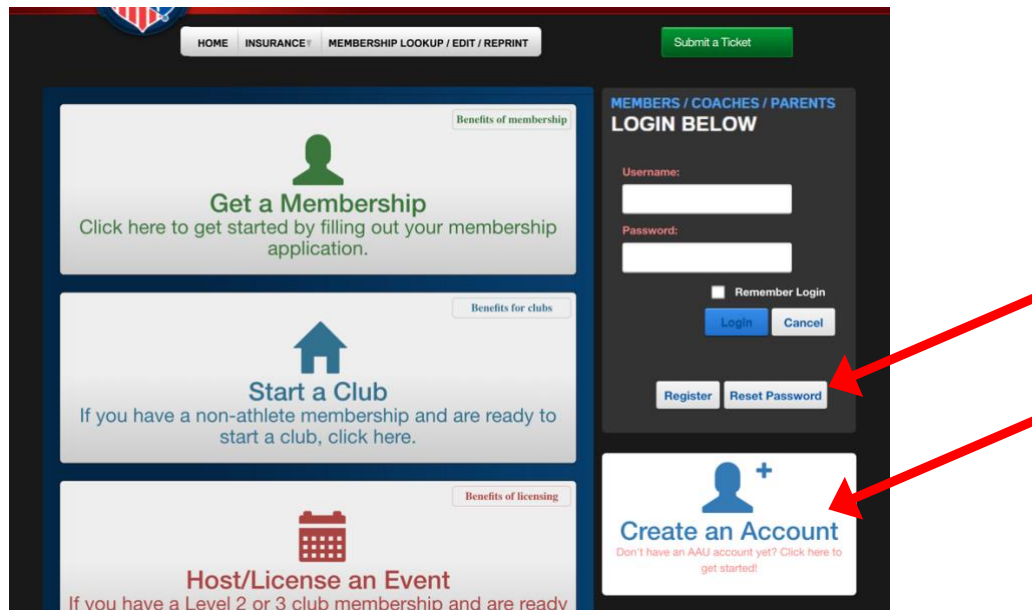 HOME INSURANCE MEMBERSHIP LOOKUP / EDIT / REPRINT
Submit a Ticket
Benefits of membership
Get a Membership
Click here to get started by filling out your membership
application.
Benefits for clubs
Start a Club
If you have a non-athlete membership and are ready to
start a club, click here.
Benefits of licensing
Host/License an Event
If you have a Level 2 or 3 club membership and are ready
MEMBERS / COACHES / PARENTS
LOGIN BELOW
Username:
Password:
Remember Login
Login Cancel
Register Reset Password
Create an Account
Don't have an AAU account yet? Click here to
get started!